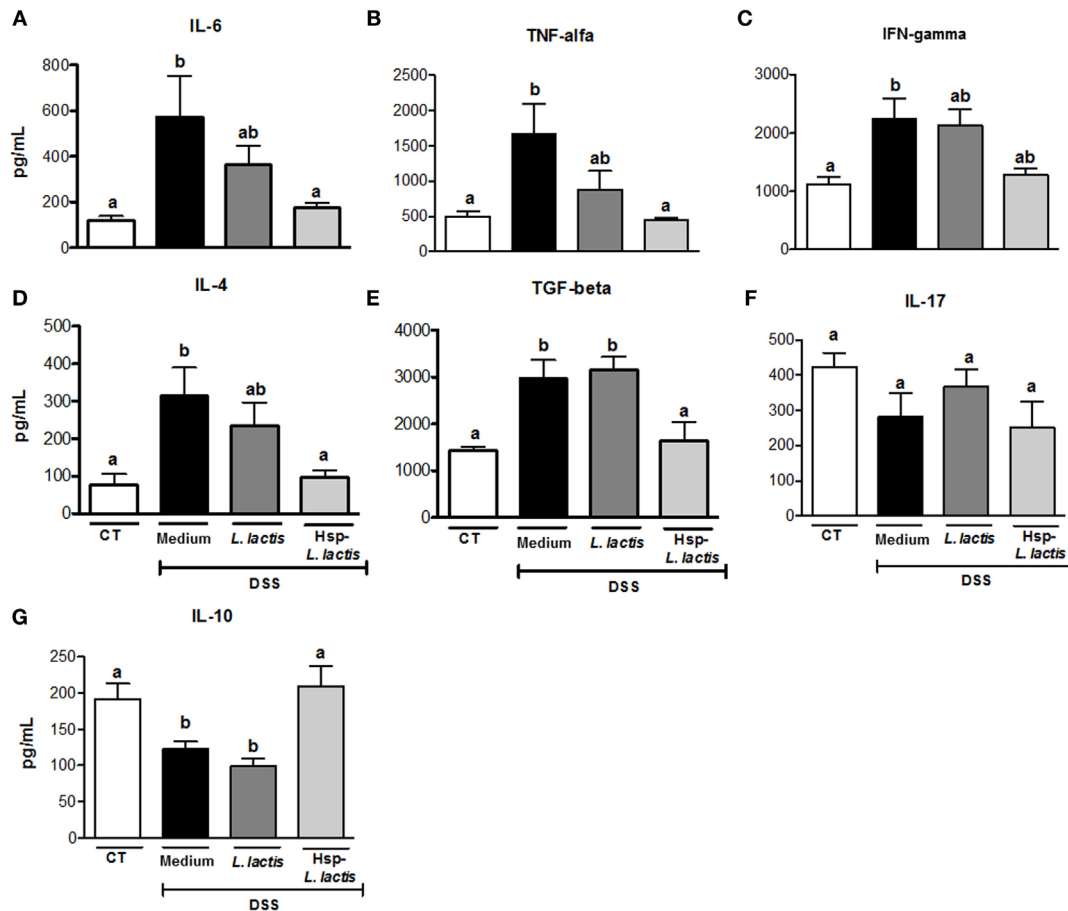 A
IL-6
pg/mL
800
600
400
200
0
a
b
ab
a
B
TNF-alfa
2500
2000
1500
1000
500
0
a
b
ab
a
C
IFN-gamma
3000
2000
1000
0
a
b
ab
ab
D
IL-4
pg/mL
500
400
300
200
100
0
a
b
ab
a
CT
Medium
L. lactis
Hsp-
L. lactis
DSS
E
TGF-beta
4000
3000
2000
1000
0
a
b
b
a
CT
Medium
L. lactis
Hsp-
L. lactis
DSS
F
IL-17
500
400
300
200
100
0
a
a
a
a
CT
Medium
L. lactis
Hsp-
L. lactis
DSS
G
IL-10
pg/mL
250
200
150
100
50
0
a
b
b
a
CT
Medium
L. lactis
Hsp-
L. lactis
DSS